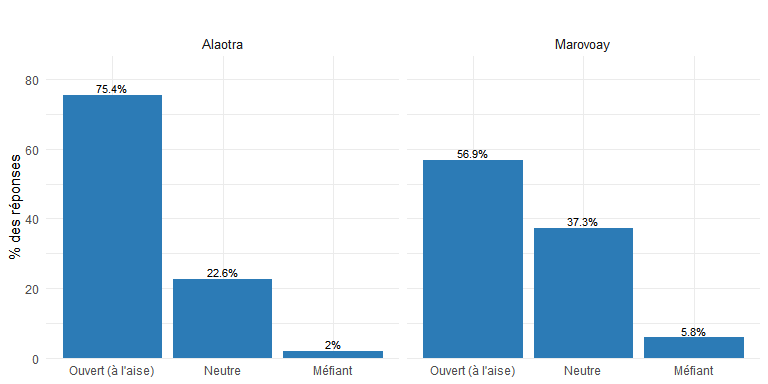 Alaotra
Marovoay
% des réponses
80
60
40
20
0
75.4%
22.6%
2%
56.9%
37.3%
5.8%
Ouvert (à l'aise)
Neutre
Méfiant
Ouvert (à l'aise)
Neutre
Méfiant